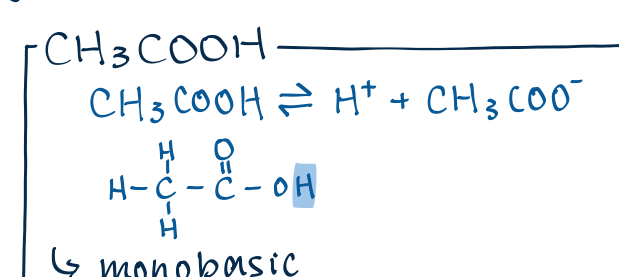 CH₃COOH
CH₃COOH ⇌ H⁺ + CH₃COO⁻
H O
H–C–C–OH
H
↳ monobasic